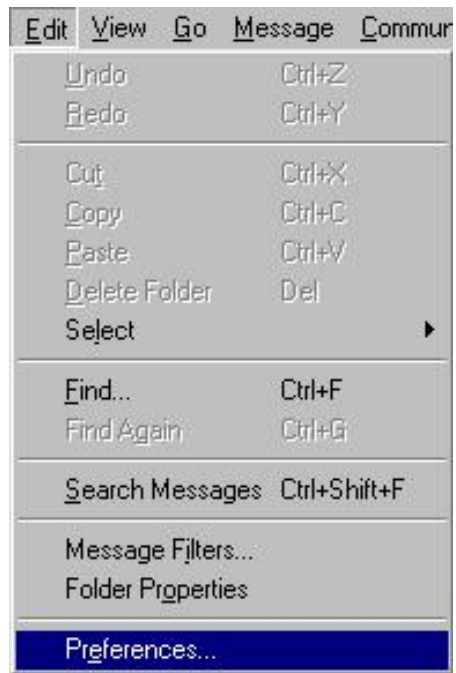 Edit View Go Message Commun
Undo Ctrl+Z
Redo Ctrl+Y
Cut Ctrl+X
Copy Ctrl+C
Paste Ctrl+V
Delete Folder Del
Select
Find... Ctrl+F
Find Again Ctrl+G
Search Messages Ctrl+Shift+F
Message Filters...
Folder Properties
Preferences...